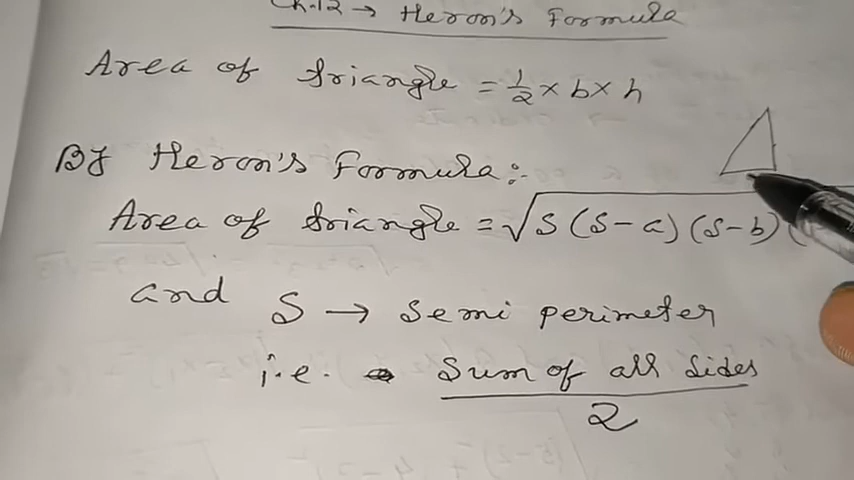 Ch.12 → Heron's Formula
Area of triangle = 1/2 × b × h
By Heron's Formula:-
Area of triangle = √S(S-a)(S-b)(
and S → Semi perimeter
i.e. Sum of all sides
2